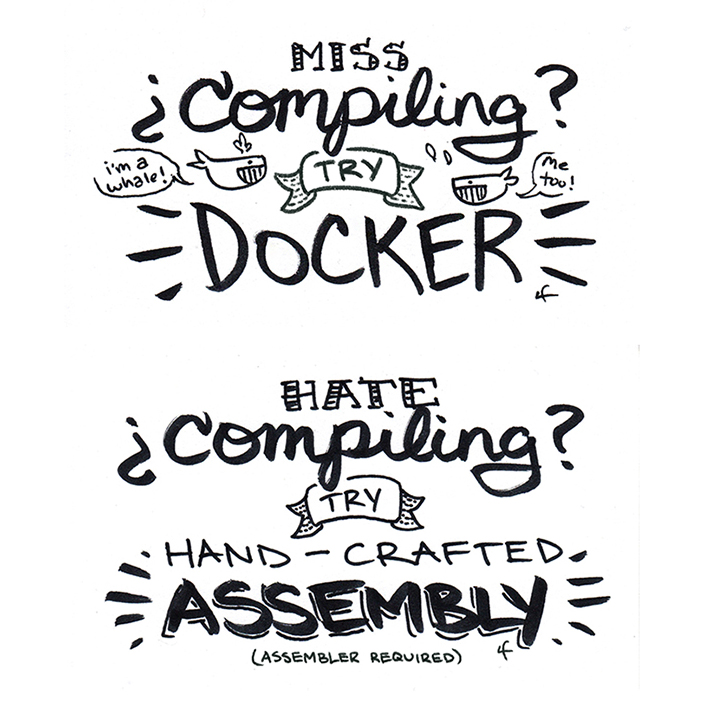 MISS
¿Compiling?
i'm a whale!
TRY
me too!
DOCKER
HATE
¿Compiling?
TRY
HAND-CRAFTED
ASSEMBLY
(ASSEMBLER REQUIRED)